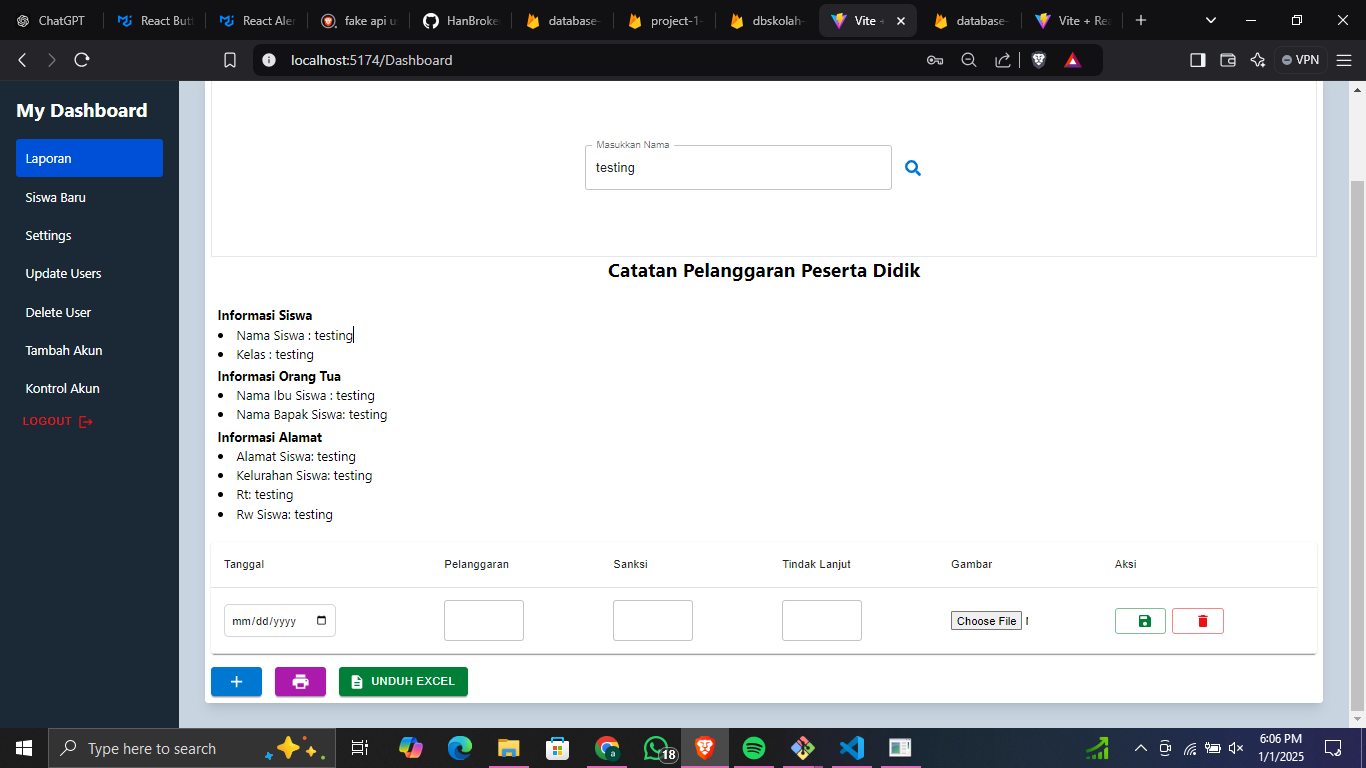 ChatGPT
React Butt
React Aler
fake api u
HanBroke
database-
project-1-
dbskolah-
Vite +
database-
Vite + Rea
localhost:5174/Dashboard
VPN
My Dashboard
Laporan
Siswa Baru
Settings
Update Users
Delete User
Tambah Akun
Kontrol Akun
LOGOUT
Masukkan Nama
testing
Catatan Pelanggaran Peserta Didik
Informasi Siswa
• Nama Siswa : testing
• Kelas : testing
Informasi Orang Tua
• Nama Ibu Siswa : testing
• Nama Bapak Siswa: testing
Informasi Alamat
• Alamat Siswa: testing
• Kelurahan Siswa: testing
• Rt: testing
• Rw Siswa: testing
Tanggal Pelanggaran Sanksi Tindak Lanjut Gambar Aksi
mm/dd/yyyy Choose File
UNDUH EXCEL
Type here to search
18
6:06 PM
1/1/2025